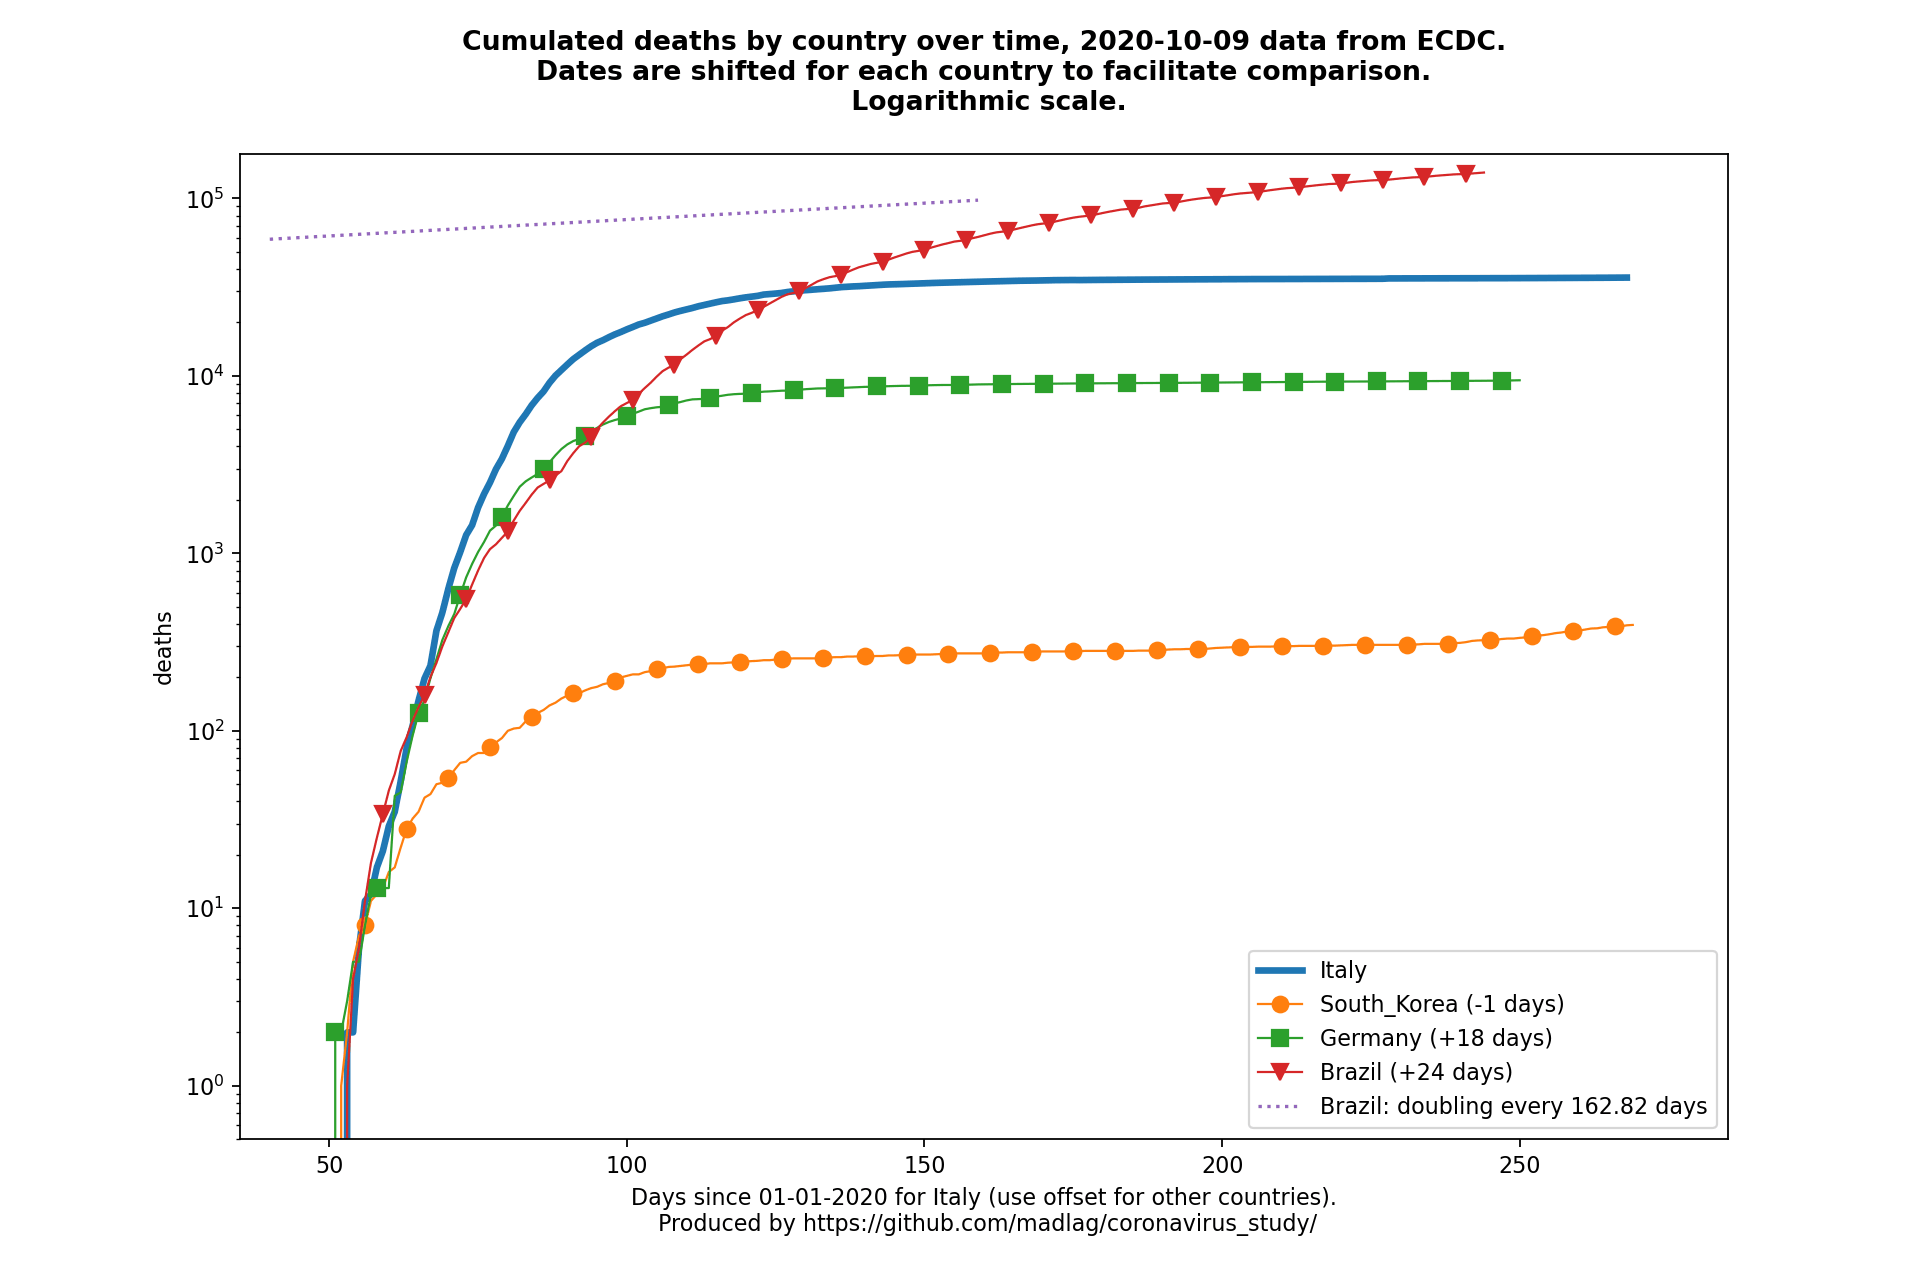 Cumulated deaths by country over time, 2020-10-09 data from ECDC.
Dates are shifted for each country to facilitate comparison.
Logarithmic scale.
deaths
10^5
10^4
10^3
10^2
10^1
10^0
50 100 150 200 250
Italy
South_Korea (-1 days)
Germany (+18 days)
Brazil (+24 days)
Brazil: doubling every 162.82 days
Days since 01-01-2020 for Italy (use offset for other countries).
Produced by https://github.com/madlag/coronavirus_study/